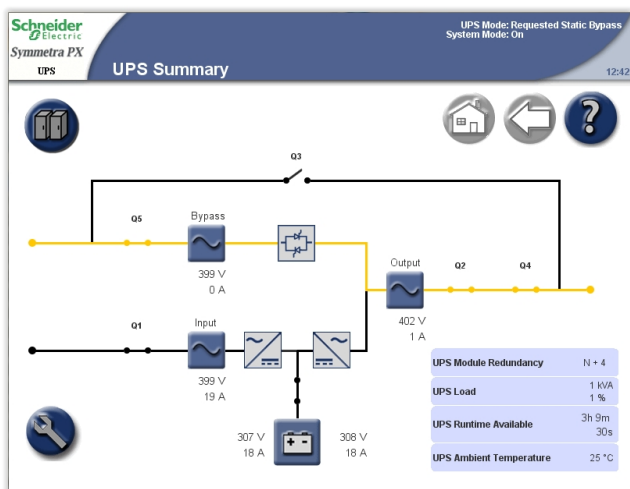 Schneider
Electric
Symmetra PX
UPS
UPS Summary
UPS Mode: Requested Static Bypass
System Mode: On
12:42
Q3
Q5
Bypass
399 V
0 A
Output
402 V
1 A
Q2
Q4
Q1
Input
399 V
19 A
307 V
18 A
308 V
18 A
UPS Module Redundancy N + 4
UPS Load 1 kVA
1 %
UPS Runtime Available 3h 9m
30s
UPS Ambient Temperature 25 °C